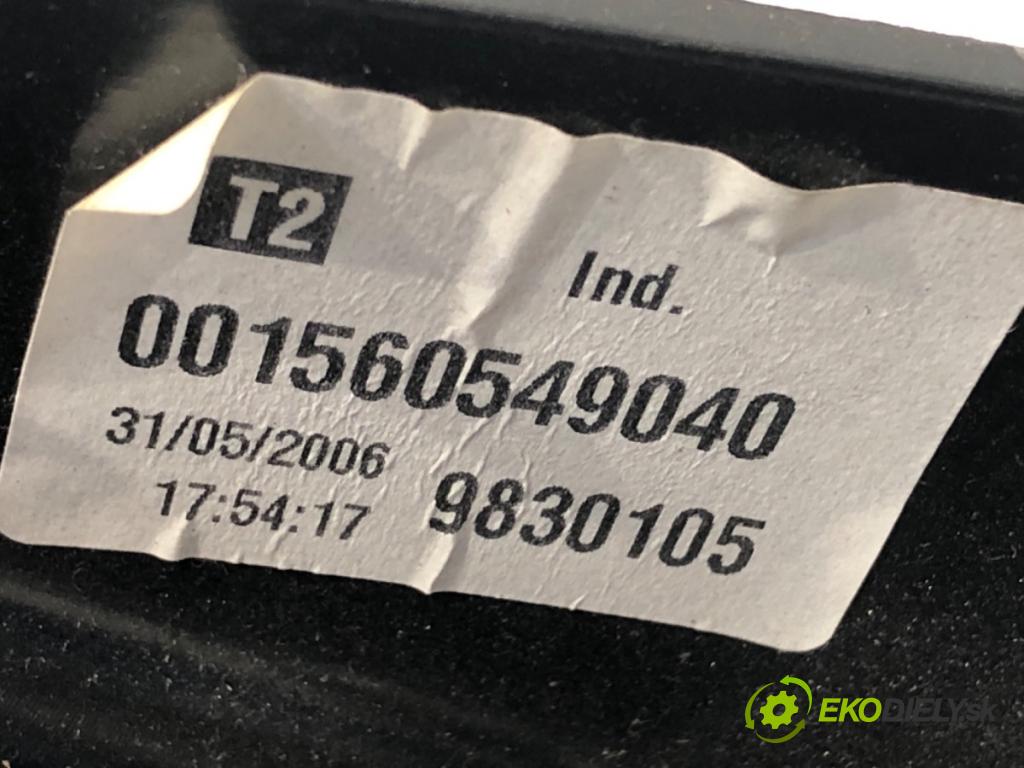 T2
Ind.
001560549040
31/05/2006
17:54:17 9830105
EKODIELY.sk